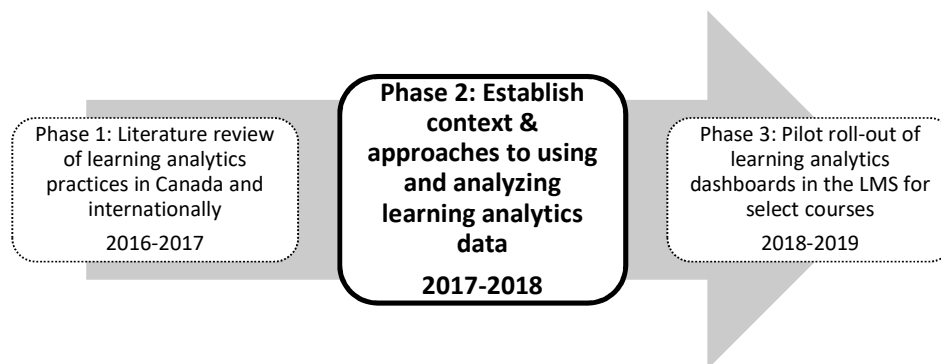 Phase 1: Literature review
of learning analytics
practices in Canada and
internationally
2016-2017
Phase 2: Establish
context &
approaches to using
and analyzing
learning analytics
data
2017-2018
Phase 3: Pilot roll-out of
learning analytics
dashboards in the LMS for
select courses
2018-2019